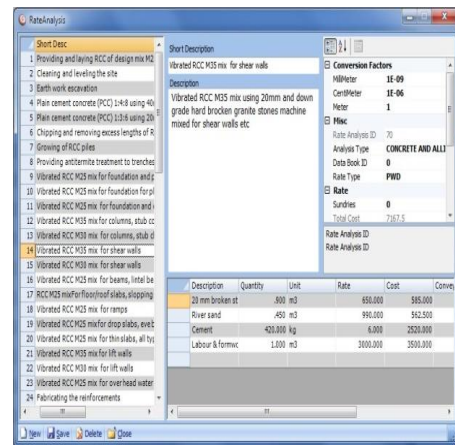 RateAnalysis
Short Desc
1 Providing and laying RCC of design mix M2
2 Cleaning and leveling the site
3 Earth work escavation
4 Plain cement concrete (PCC) 1:4:8 using 40
5 Plain cement concrete (PCC) 1:3:6 using 20
6 Chipping and removing excess lengths of R
7 Growing of RCC piles
8 Providing antitermite treatment to trenches
9 Vibrated RCC M25 mix for foundation and p
10 Vibrated RCC M25 mix for foundation for pl
11 Vibrated RCC M25 mix for foundation and
12 Vibrated RCC M35 mix for columns, stub cc
13 Vibrated RCC M30 mix for columns, stub d
14 Vibrated RCC M35 mix for shear walls
15 Vibrated RCC M30 mix for shear walls
16 Vibrated RCC M25 mix for beams, lintel be
17 RCC M25 mixFor floor/roof slabs, slopping
18 Vibrated RCC M25 mix for ramps
19 Vibrated RCC M25 mix for drop slabs, eve b
20 Vibrated RCC M25 mix for thin slabs, all typ
21 Vibrated RCC M35 mix for lift walls
22 Vibrated RCC M30 mix for lift walls
23 Vibrated RCC M25 mix for over head water
24 Fabricating the reinforcements
Short Description
Vibrated RCC M35 mix for shear walls
Description
Vibrated RCC M35 mix using 20mm and down
grade hard brocken granite stones machine
mixed for shear walls etc
Conversion Factors
MilliMeter 1E-09
CentiMeter 1E-06
Meter 1
Misc
Rate Analysis ID 70
Analysis Type CONCRETE AND ALLI
Data Book ID 0
Rate Type PWD
Rate
Sundries 0
Total Cost 7167.5
Rate Analysis ID
Rate Analysis ID
Description Quantity Unit Rate Cost Convey
20 mm broken st .900 m3 650.000 585.000
River sand .450 m3 990.000 562.500
Cement 420.000 kg 6.000 2520.000
Labour & formwc 1.000 m3 3000.000 3500.000
New Save Delete Close